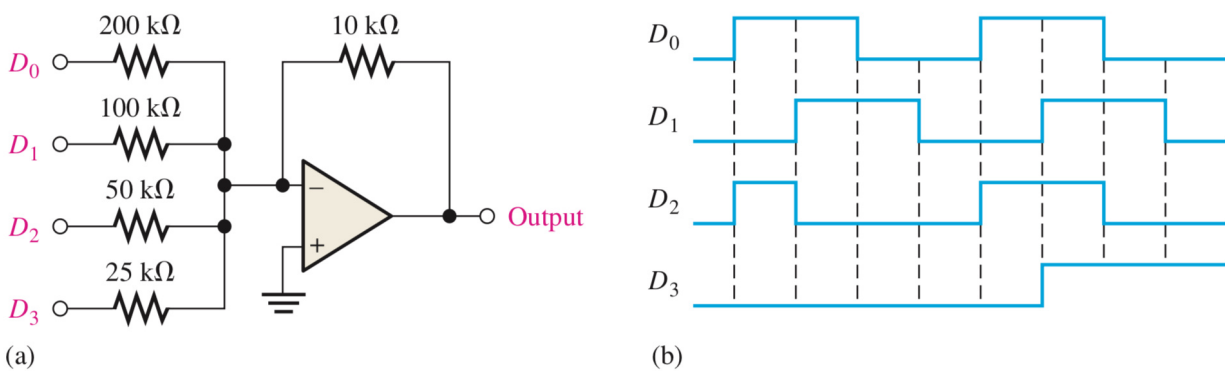 200 kΩ
10 kΩ
D₀
100 kΩ
D₁
−
50 kΩ
D₂
+
Output
25 kΩ
D₃
(a)
D₀
D₁
D₂
D₃
(b)